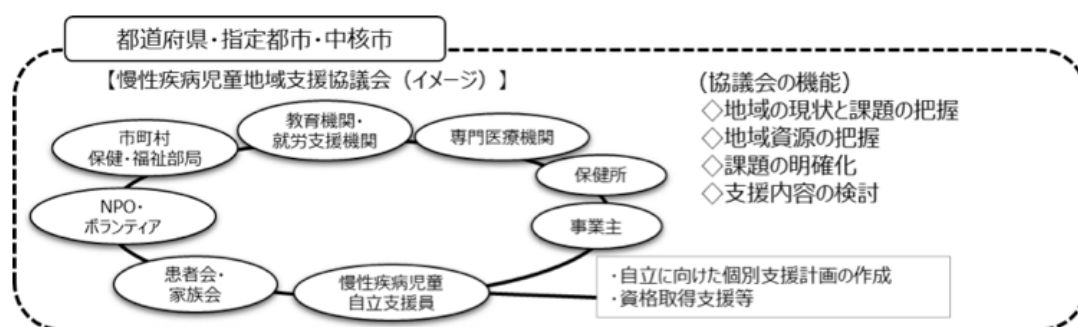 都道府県・指定都市・中核市
【慢性疾病児童地域支援協議会（イメージ）】
（協議会の機能）
◇地域の現状と課題の把握
◇地域資源の把握
◇課題の明確化
◇支援内容の検討
教育機関・
就労支援機関
専門医療機関
市町村
保健・福祉部局
保健所
NPO・
ボランティア
事業主
患者会・
家族会
慢性疾病児童
自立支援員
・自立に向けた個別支援計画の作成
・資格取得支援等